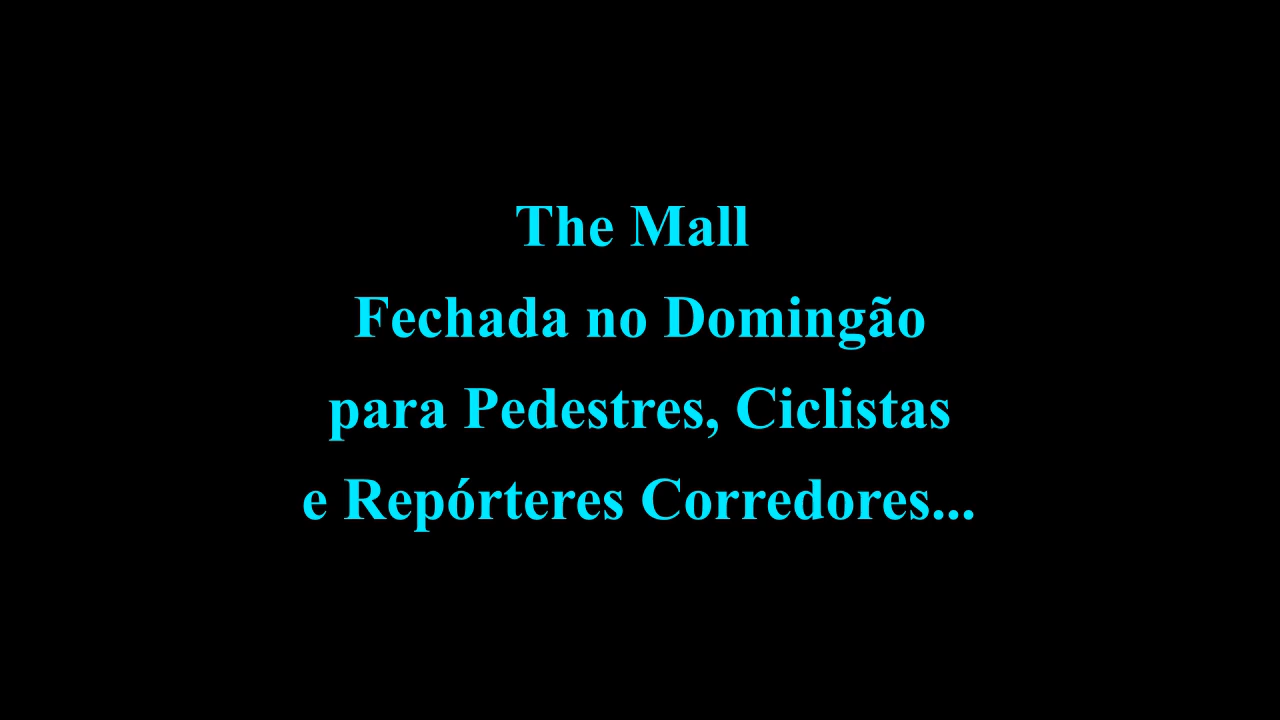 The Mall
Fechada no Domingão
para Pedestres, Ciclistas
e Repórteres Corredores...